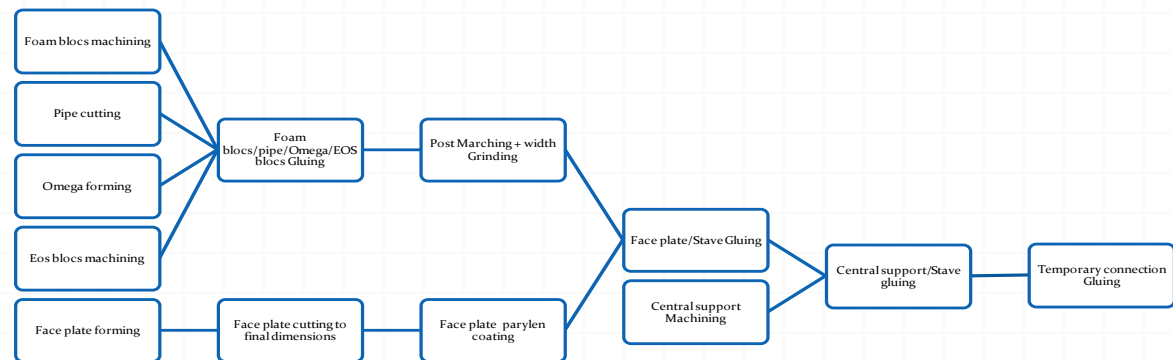 Foam blocs machining
Pipe cutting
Omega forming
Eos blocs machining
Face plate forming
Foam
blocs/pipe/Omega/EOS
blocs Gluing
Face plate cutting to
final dimensions
Post Marching + width
Grinding
Face plate parylen
coating
Face plate/Stave Gluing
Central support
Machining
Central support/Stave
gluing
Temporary connection
Gluing